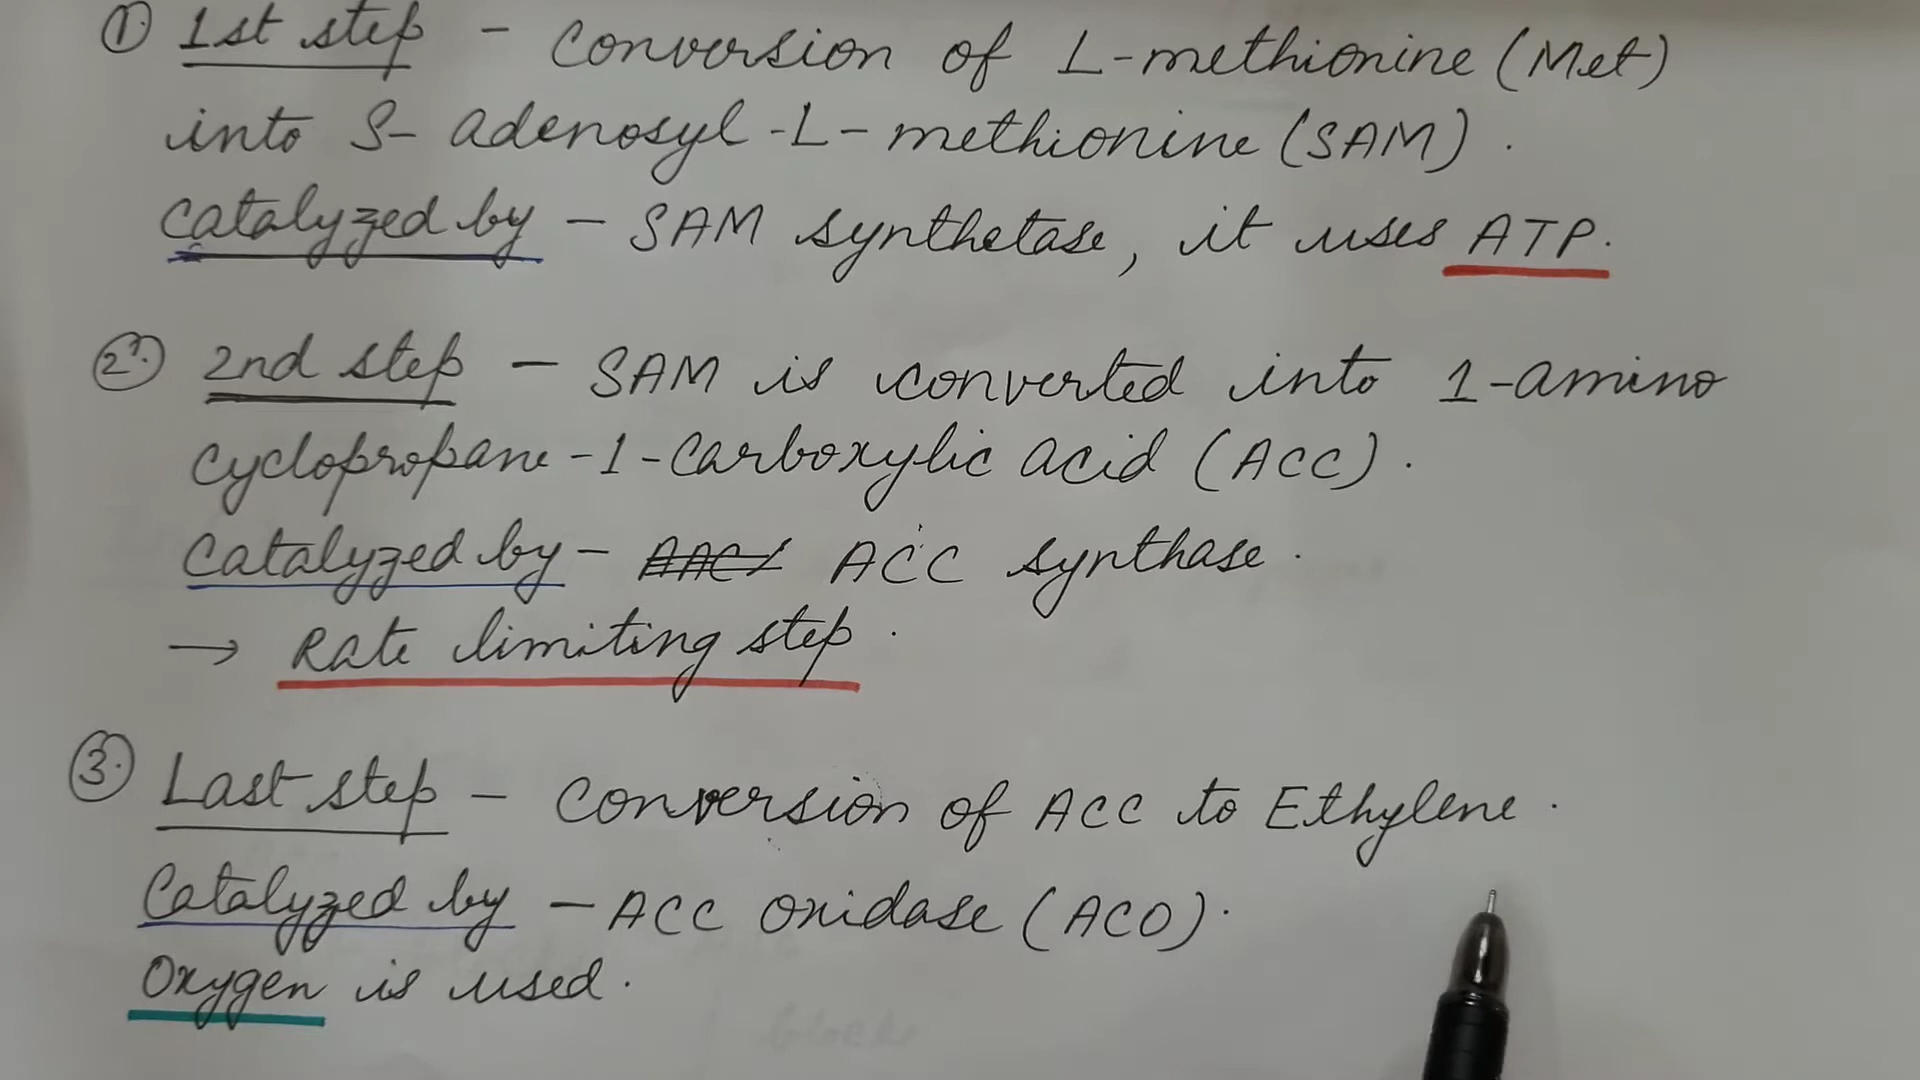 ① 1st step - Conversion of L-methionine (Met)
into S-adenosyl-L-methionine (SAM).
Catalyzed by - SAM synthetase, it uses ATP.
②. 2nd step - SAM is converted into 1-amino
cyclopropane-1-carboxylic acid (ACC).
Catalyzed by - ACC synthase.
→ Rate limiting step.
③. Last step - Conversion of ACC to Ethylene.
Catalyzed by - ACC oxidase (ACO).
Oxygen is used.